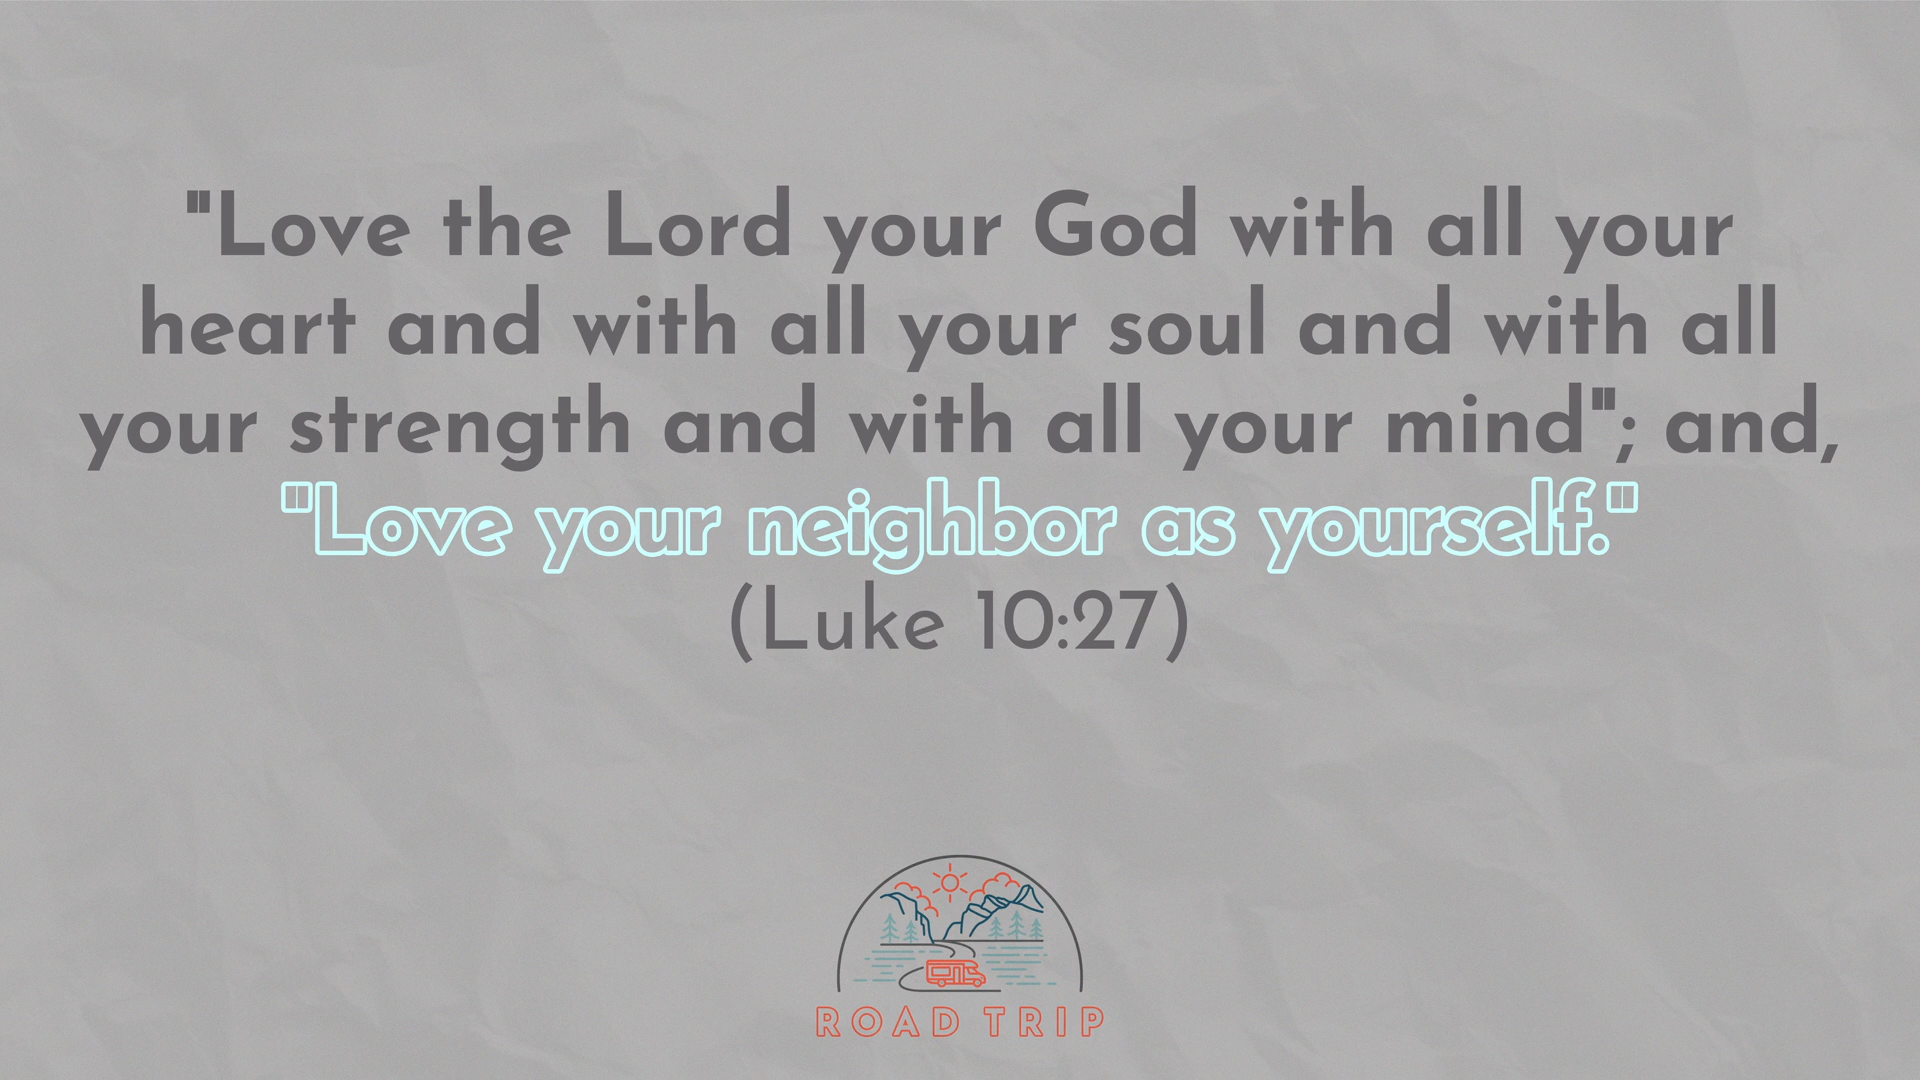 "Love the Lord your God with all your
heart and with all your soul and with all
your strength and with all your mind"; and,
"Love your neighbor as yourself."
(Luke 10:27)
ROAD TRIP